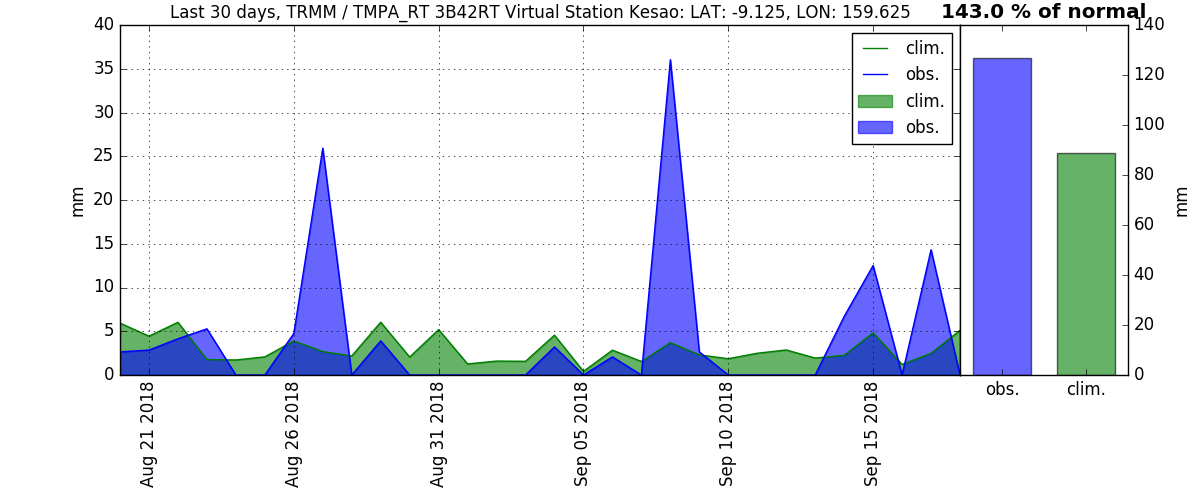 Last 30 days, TRMM / TMPA_RT 3B42RT Virtual Station Kesao: LAT: -9.125, LON: 159.625
143.0 % of normal
40
35
30
25
20
15
10
5
0
mm
clim.
obs.
clim.
obs.
140
120
100
80
60
40
20
0
mm
Aug 21 2018
Aug 26 2018
Aug 31 2018
Sep 05 2018
Sep 10 2018
Sep 15 2018
obs.
clim.